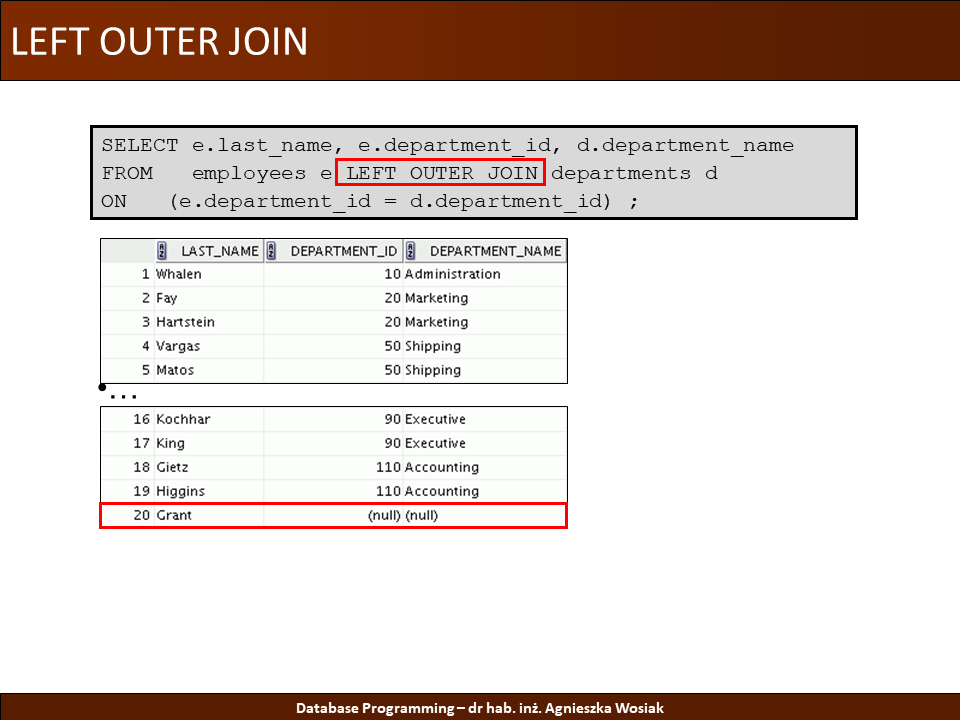 LEFT OUTER JOIN
SELECT e.last_name, e.department_id, d.department_name
FROM employees e LEFT OUTER JOIN departments d
ON (e.department_id = d.department_id) ;
LAST_NAME DEPARTMENT_ID DEPARTMENT_NAME
1 Whalen 10 Administration
2 Fay 20 Marketing
3 Hartstein 20 Marketing
4 Vargas 50 Shipping
5 Matos 50 Shipping
•…
16 Kochhar 90 Executive
17 King 90 Executive
18 Gietz 110 Accounting
19 Higgins 110 Accounting
20 Grant (null) (null)
Database Programming – dr hab. inż. Agnieszka Wosiak